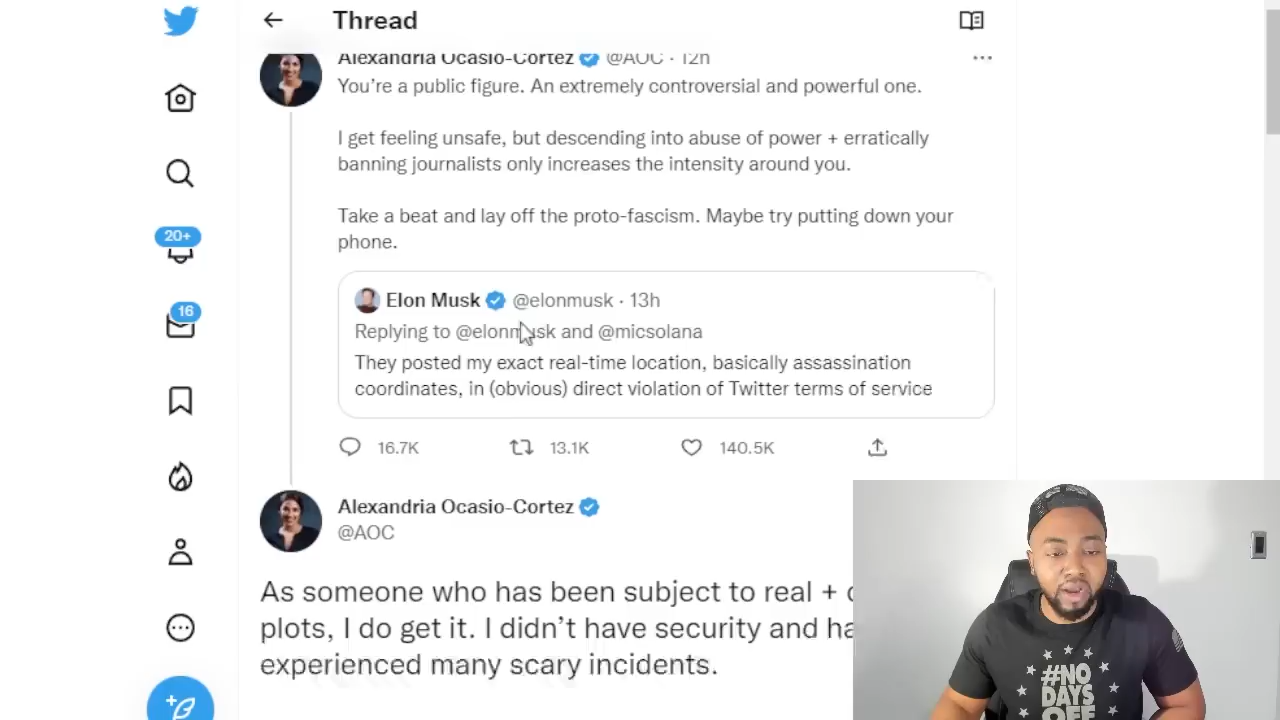 Thread
Alexandria Ocasio-Cortez @AOC · 12h
You're a public figure. An extremely controversial and powerful one.
I get feeling unsafe, but descending into abuse of power + erratically
banning journalists only increases the intensity around you.
20+
Take a beat and lay off the proto-fascism. Maybe try putting down your
phone.
16
Elon Musk @elonmusk · 13h
Replying to @elonmusk and @micsolana
They posted my exact real-time location, basically assassination
coordinates, in (obvious) direct violation of Twitter terms of service
16.7K 13.1K 140.5K
Alexandria Ocasio-Cortez
@AOC
As someone who has been subject to real +
plots, I do get it. I didn't have security and
experienced many scary incidents.
#NO
DAYS
OFF